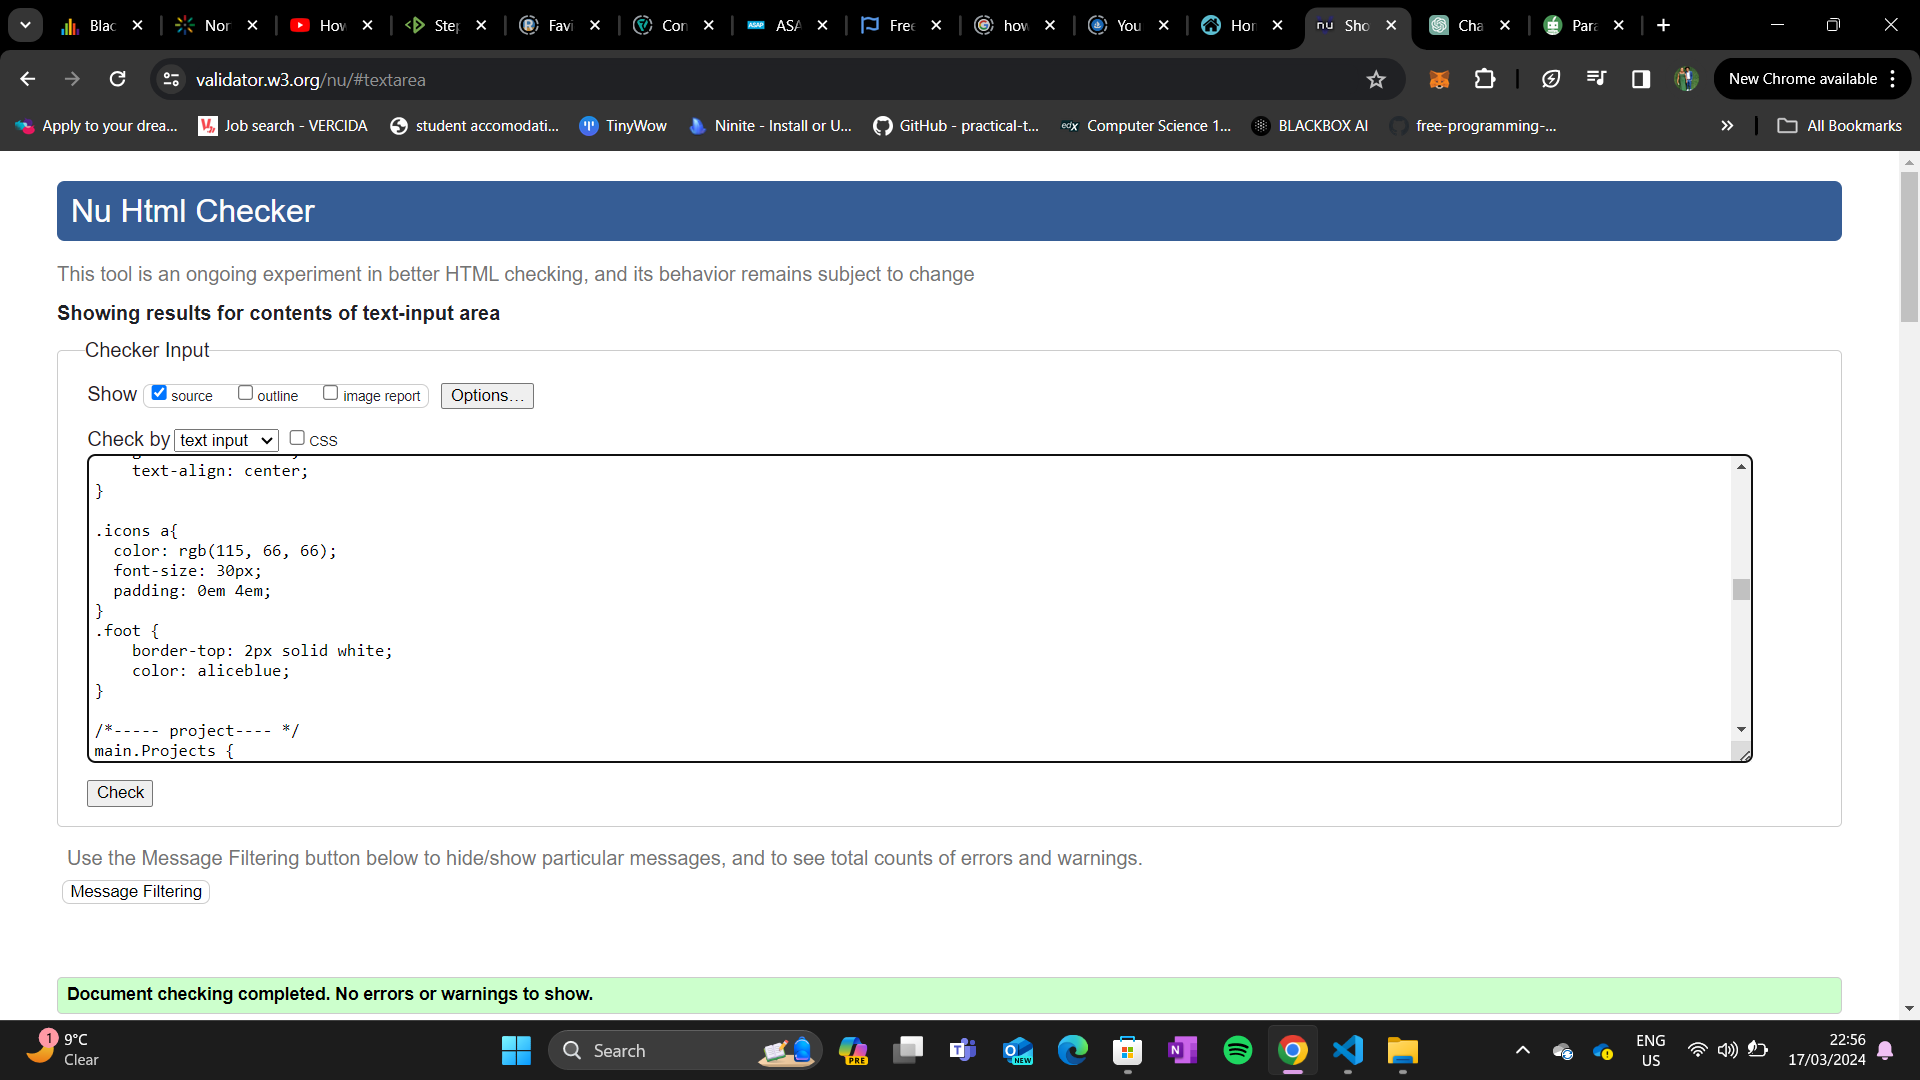 Blac
Nor
How
Step
Favi
Con
ASAP ASA
Free
how
You
Hor
nu Sho
Cha
Para
validator.w3.org/nu/#textarea
New Chrome available
Apply to your drea...
Job search - VERCIDA
student accomodati...
TinyWow
Ninite - Install or U...
GitHub - practical-t...
edx Computer Science 1...
BLACKBOX AI
free-programming-...
All Bookmarks
Nu Html Checker
This tool is an ongoing experiment in better HTML checking, and its behavior remains subject to change
Showing results for contents of text-input area
Checker Input
Show source outline image report Options...
Check by text input CSS
text-align: center;
}
.icons a{
color: rgb(115, 66, 66);
font-size: 30px;
padding: 0em 4em;
}
.foot {
border-top: 2px solid white;
color: aliceblue;
}
/*----- project---- */
main.Projects {
Check
Use the Message Filtering button below to hide/show particular messages, and to see total counts of errors and warnings.
Message Filtering
Document checking completed. No errors or warnings to show.
1
9°C
Clear
Search
PRE
NEW
ENG
US
22:56
17/03/2024